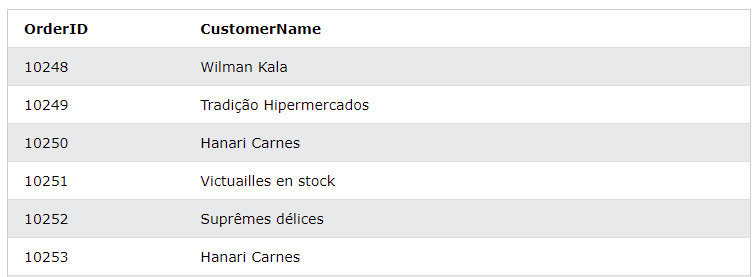 OrderID CustomerName
10248 Wilman Kala
10249 Tradição Hipermercados
10250 Hanari Carnes
10251 Victuailles en stock
10252 Suprêmes délices
10253 Hanari Carnes